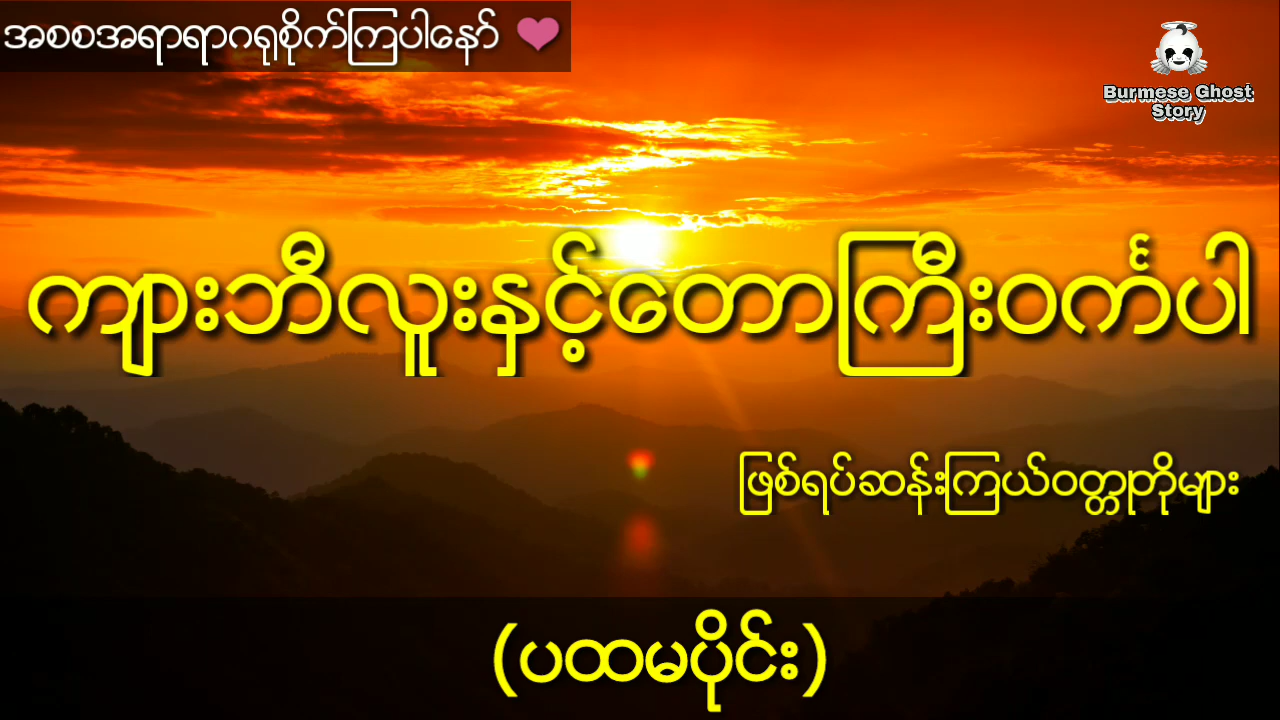 အစစအရာရာဂရုစိုက်ကြပါနော် ❤
Burmese Ghost
Story
ကျားဘီလူးနှင့်တောကြီးဝင်္ကပါ
ဖြစ်ရပ်ဆန်းကြယ်ဝတ္တုတိုများ
(ပထမပိုင်း)